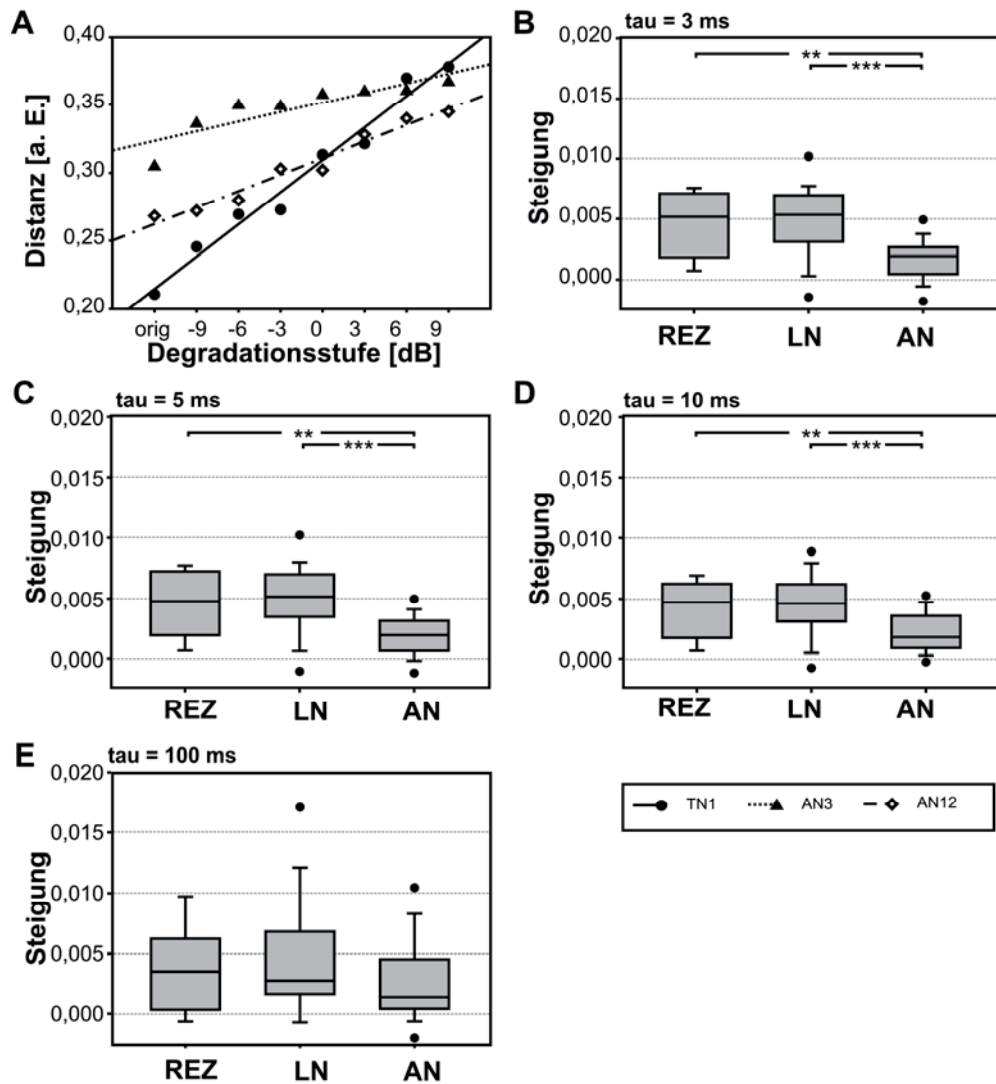 A
0,40
0,35
0,30
0,25
0,20
Distanz [a. E.]
orig -9 -6 -3 0 3 6 9
Degradationsstufe [dB]
B
tau = 3 ms
0,020
0,015
0,010
0,005
0,000
Steigung
**
***
REZ LN AN
C
tau = 5 ms
0,020
0,015
0,010
0,005
0,000
Steigung
**
***
REZ LN AN
D
tau = 10 ms
0,020
0,015
0,010
0,005
0,000
Steigung
**
***
REZ LN AN
E
tau = 100 ms
0,020
0,015
0,010
0,005
0,000
Steigung
REZ LN AN
TN1 AN3 AN12